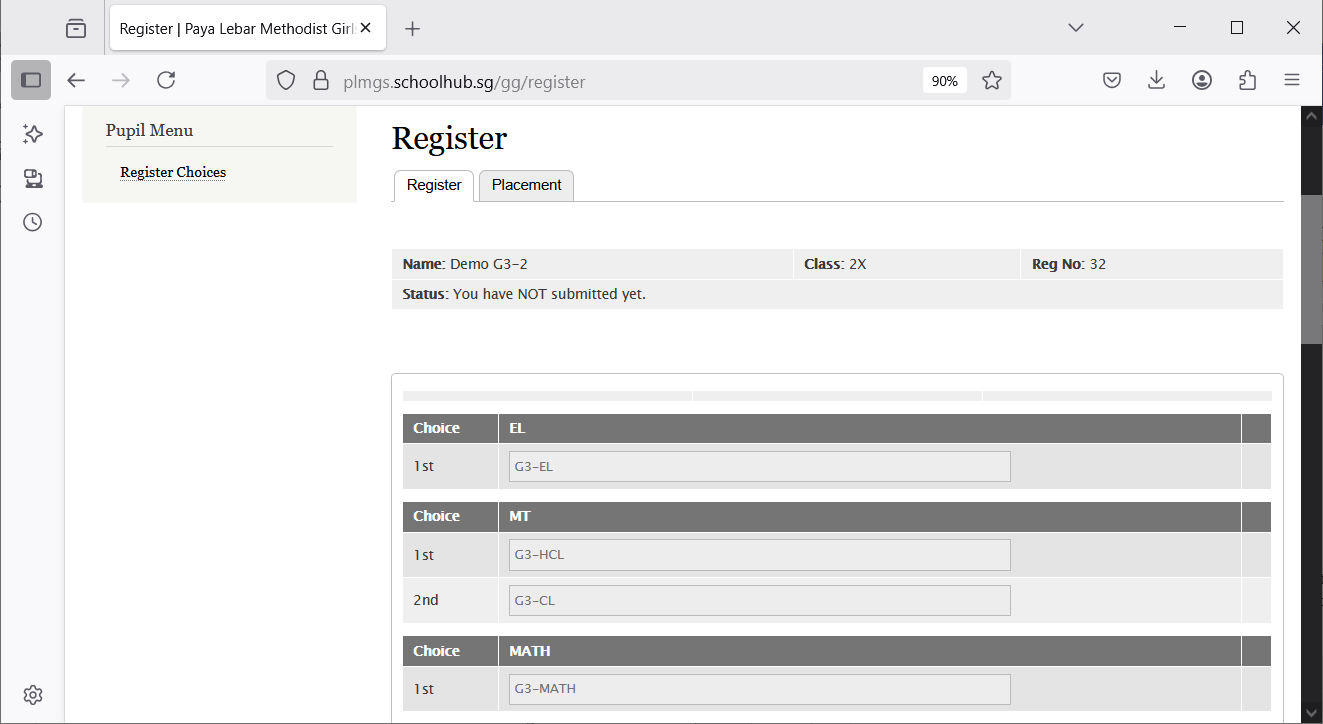 Register | Paya Lebar Methodist Girl
plmgs.schoolhub.sg/gg/register
90%
Pupil Menu
Register Choices
Register
Register
Placement
Name: Demo G3-2
Class: 2X
Reg No: 32
Status: You have NOT submitted yet.
Choice EL
1st G3-EL
Choice MT
1st G3-HCL
2nd G3-CL
Choice MATH
1st G3-MATH